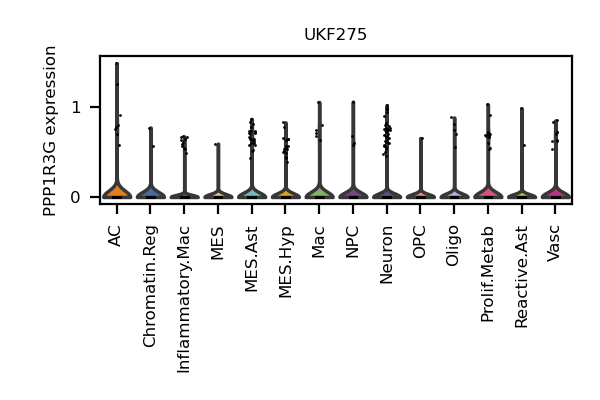 UKF275
PPP1R3G expression
1
0
AC
Chromatin.Reg
Inflammatory.Mac
MES
MES.Ast
MES.Hyp
Mac
NPC
Neuron
OPC
Oligo
Prolif.Metab
Reactive.Ast
Vasc